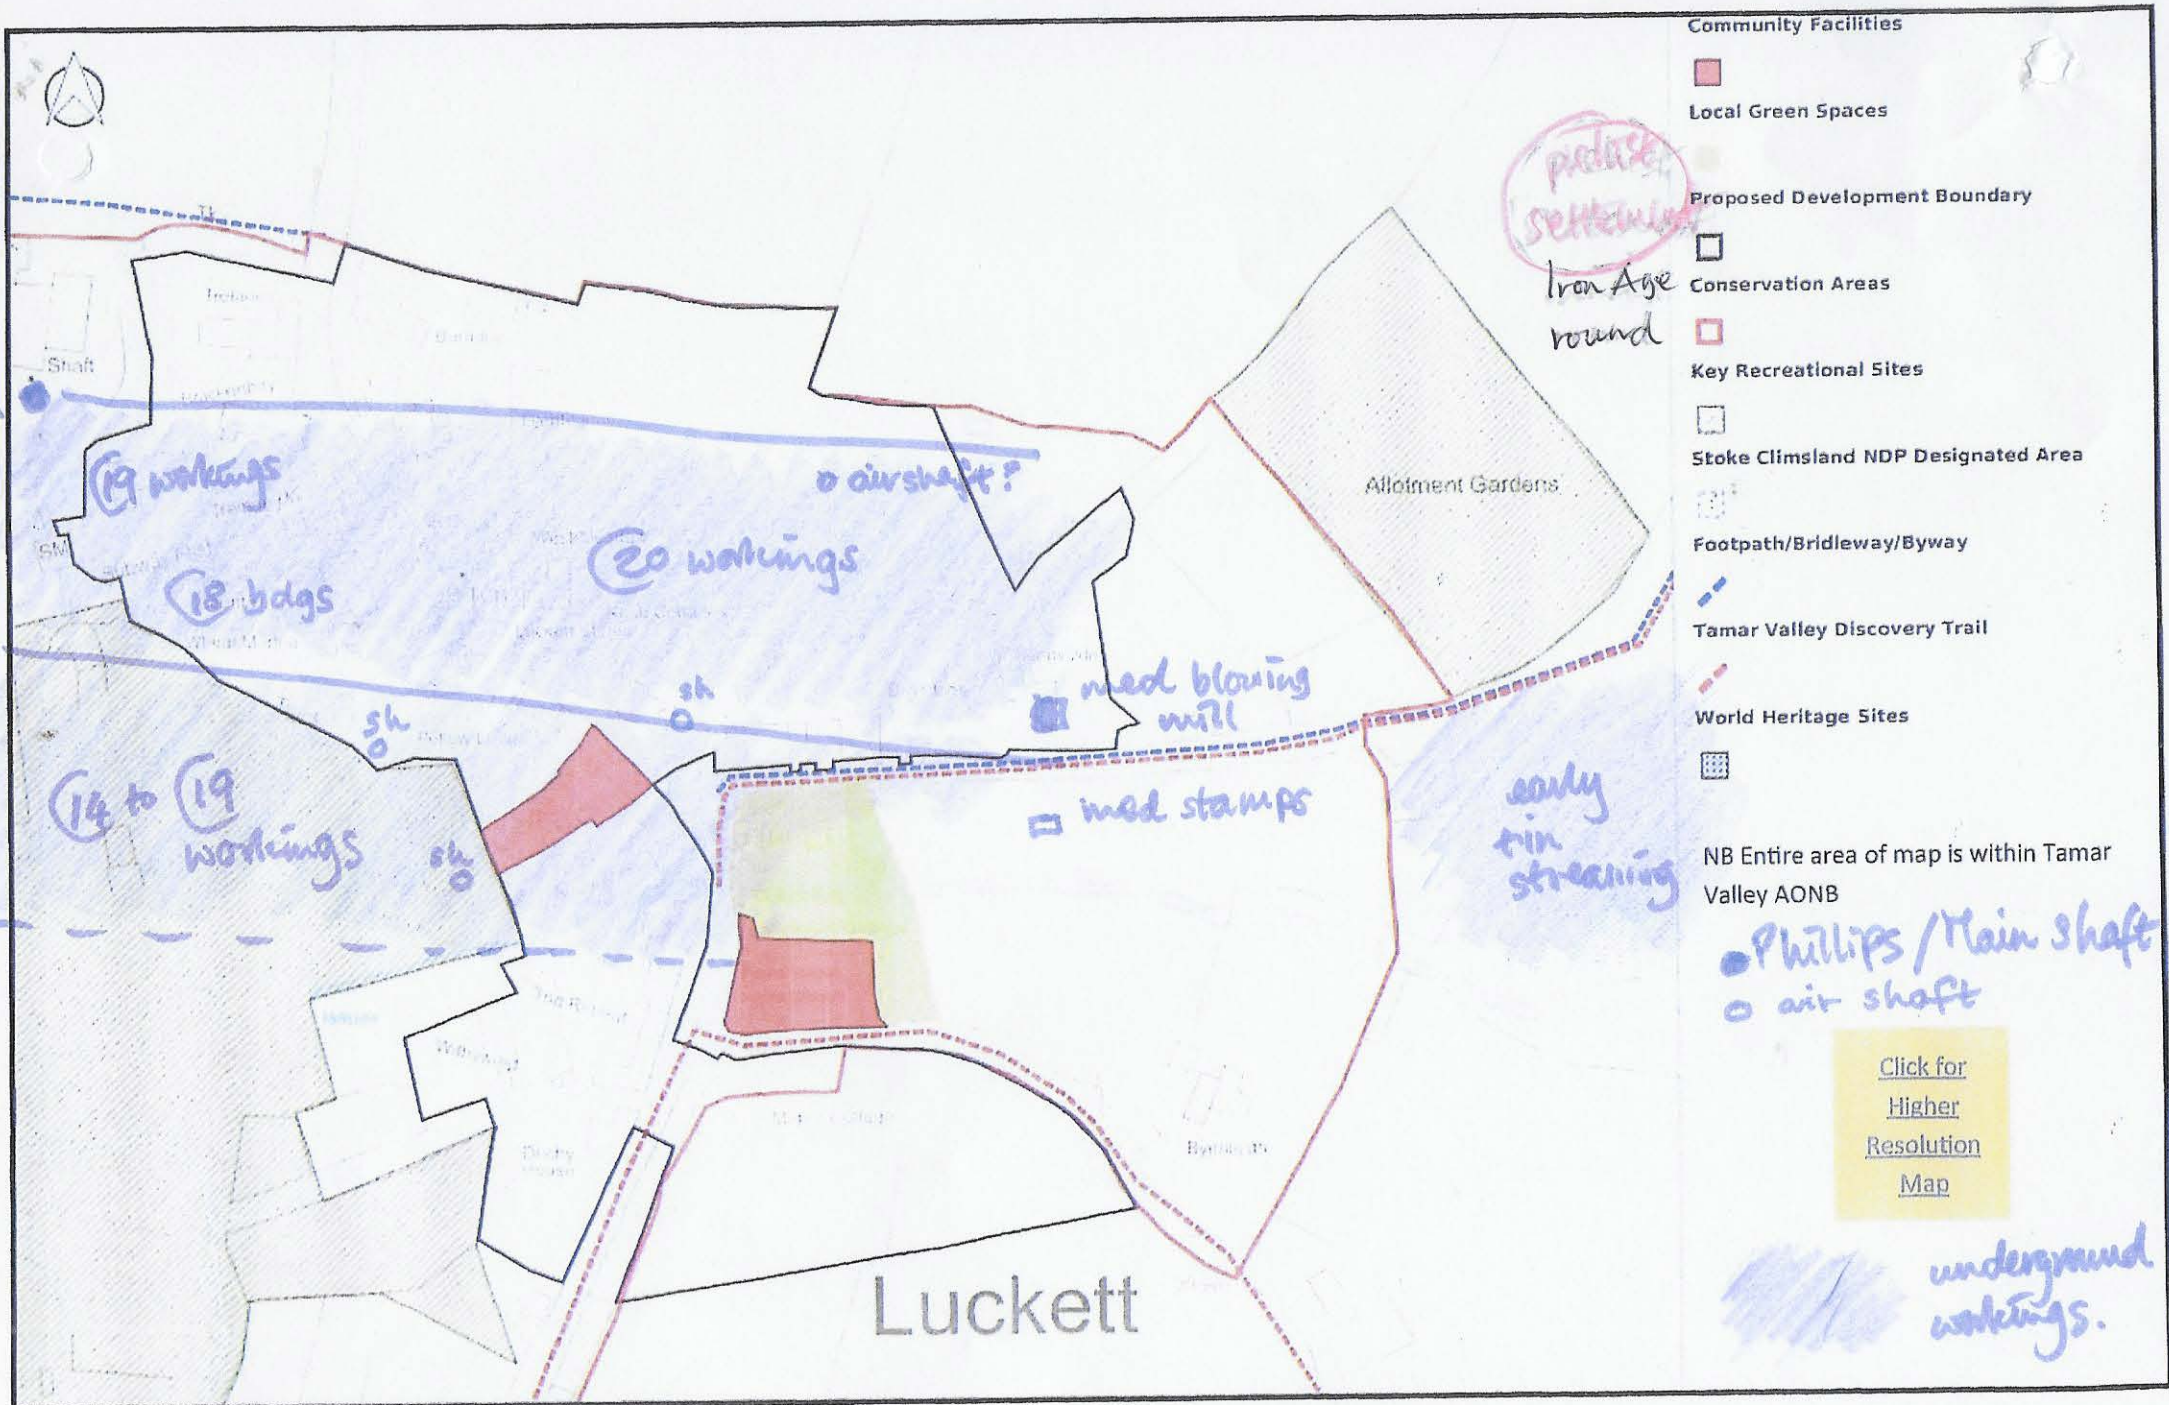 Community Facilities
Local Green Spaces
Proposed Development Boundary
Conservation Areas
Key Recreational Sites
Stoke Climsland NDP Designated Area
Footpath/Bridleway/Byway
Tamar Valley Discovery Trail
World Heritage Sites
NB Entire area of map is within Tamar
Valley AONB
Phillips / Main Shaft
air shaft
Click for
Higher
Resolution
Map
underground
workings.
settlement
Iron Age
round
Shaft
19 workings
airshaft?
Allotment Gardens
20 workings
18 bdgs
med blowing
mill
sh
sh
14 to 19
workings
sh
med stamps
early
tin
streaming
Luckett